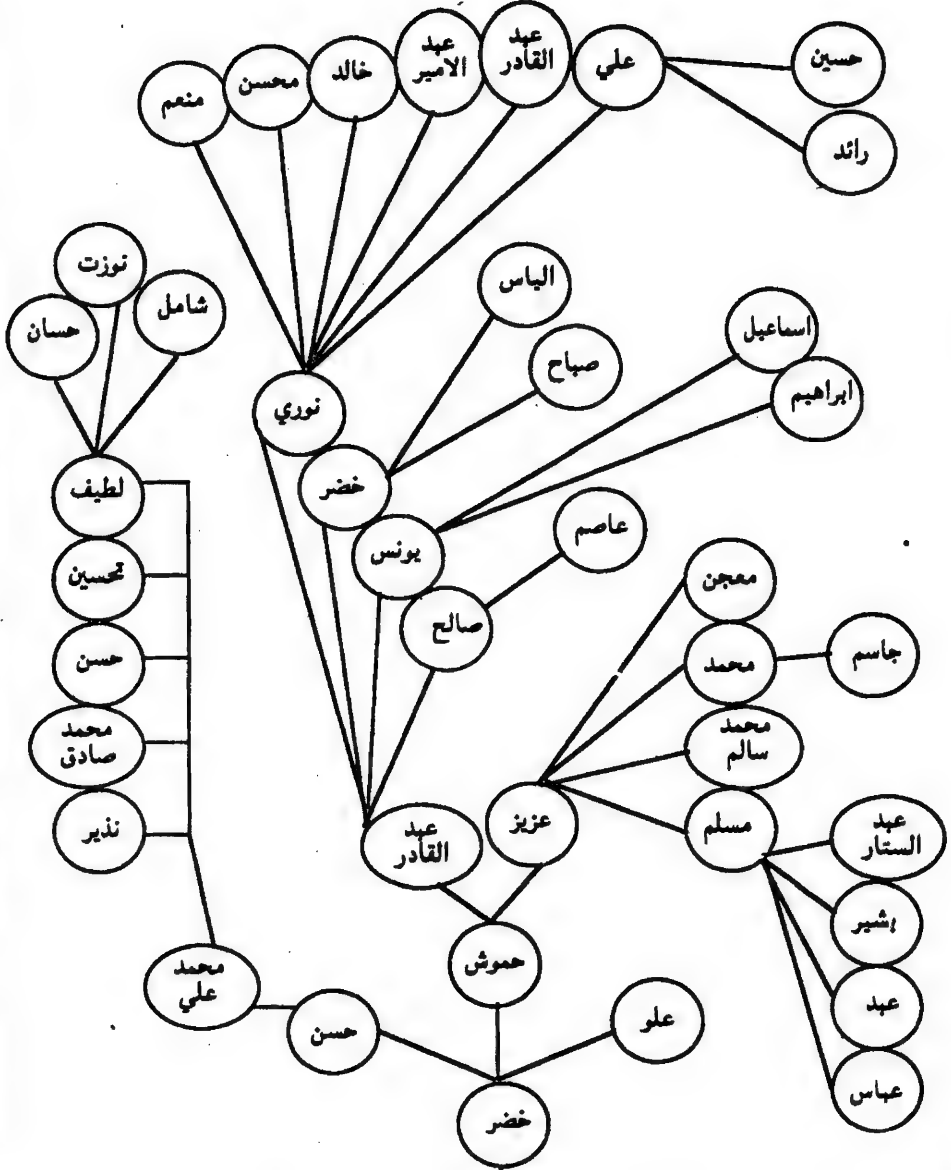 عبد
القادر
عبد
الامير
علي
خالد
محسن
منعم
حسين
رائد
نوزت
شامل
حسان
الياس
صباح
اسماعيل
ابراهيم
نوري
خضر
يونس
صالح
عاصم
لطيف
تحسين
حسن
محمد
صادق
نذير
معجن
محمد
جاسم
محمد
سالم
مسلم
عبد
الستار
بشير
عبد
عباس
عزيز
عبد
القادر
حموش
محمد
علي
حسن
علو
خضر